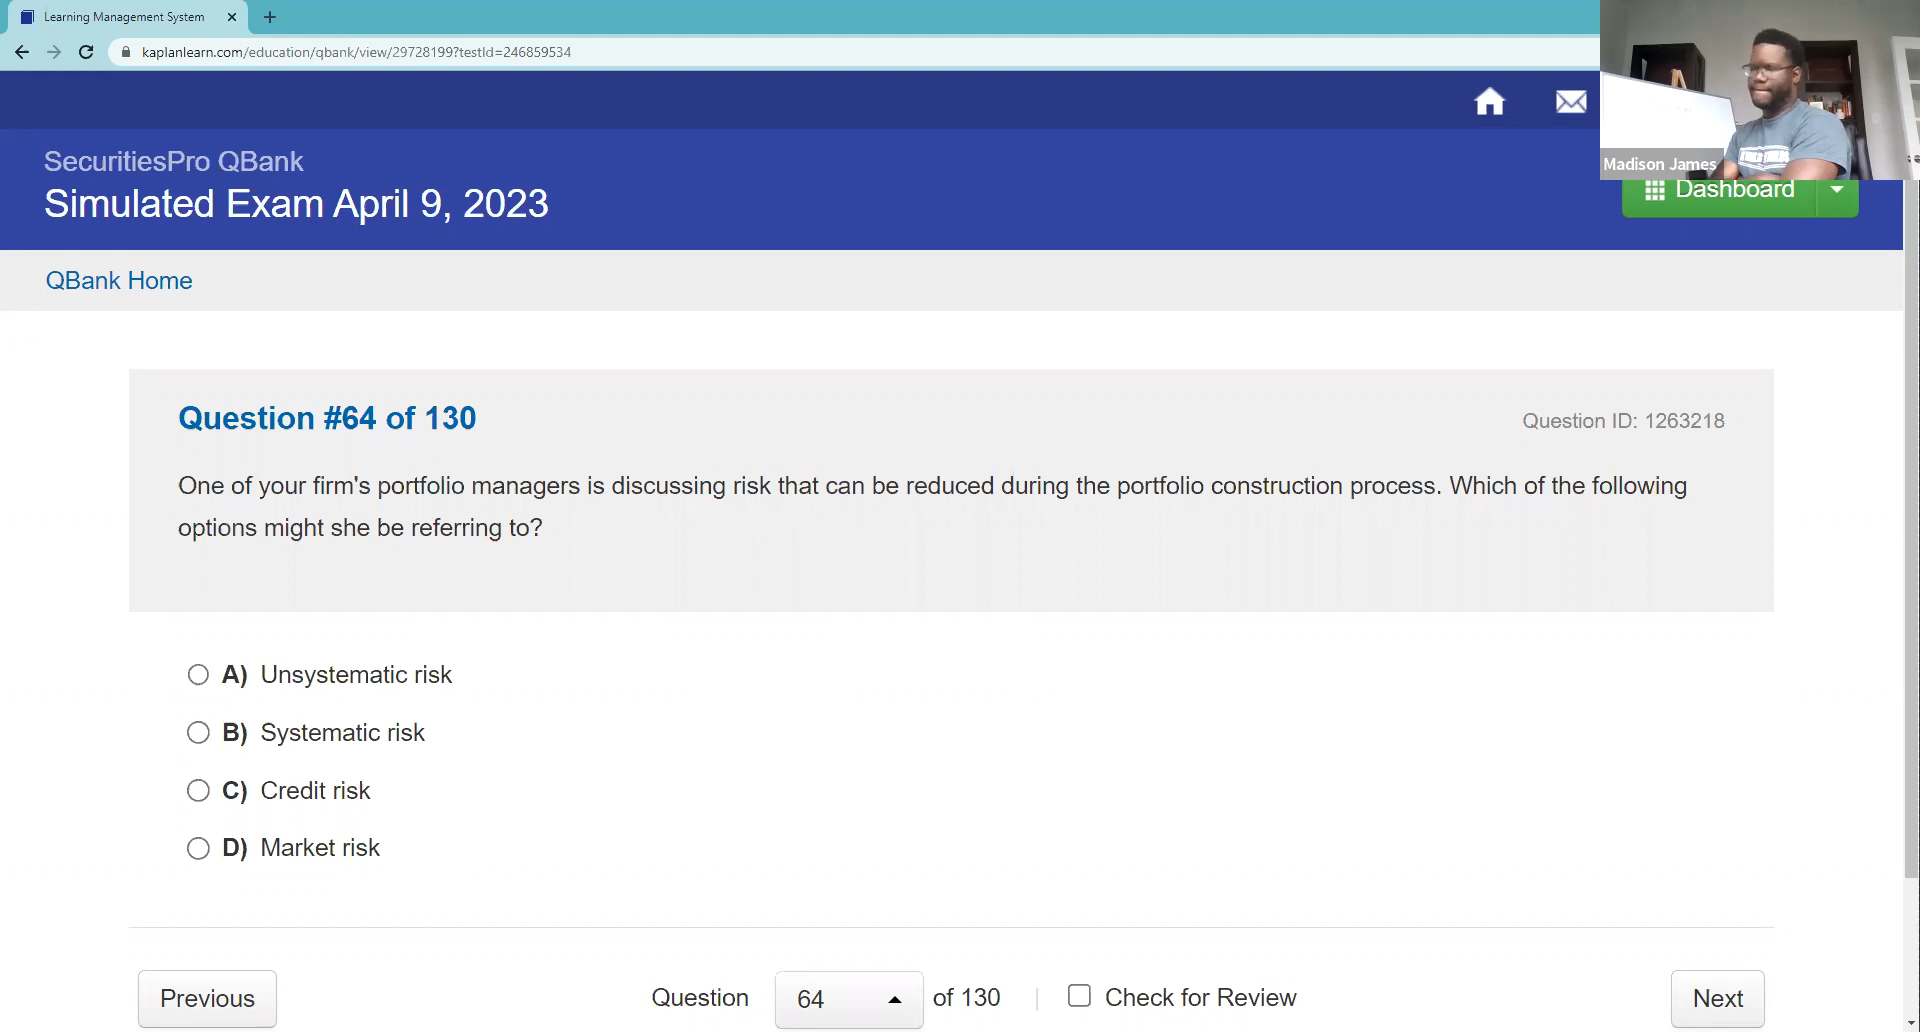 Learning Management System
kaplanlearn.com/education/qbank/view/29728199?testId=246859534
Madison James
SecuritiesPro QBank
Simulated Exam April 9, 2023
Dashboard
QBank Home
Question #64 of 130
Question ID: 1263218
One of your firm's portfolio managers is discussing risk that can be reduced during the portfolio construction process. Which of the following
options might she be referring to?
A) Unsystematic risk
B) Systematic risk
C) Credit risk
D) Market risk
Previous
Question 64 of 130 | Check for Review
Next